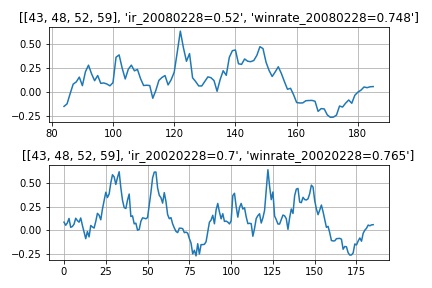 [[43, 48, 52, 59], 'ir_20080228=0.52', 'winrate_20080228=0.748']
0.50
0.25
0.00
−0.25
80 100 120 140 160 180
[[43, 48, 52, 59], 'ir_20020228=0.7', 'winrate_20020228=0.765']
0.50
0.25
0.00
−0.25
0 25 50 75 100 125 150 175